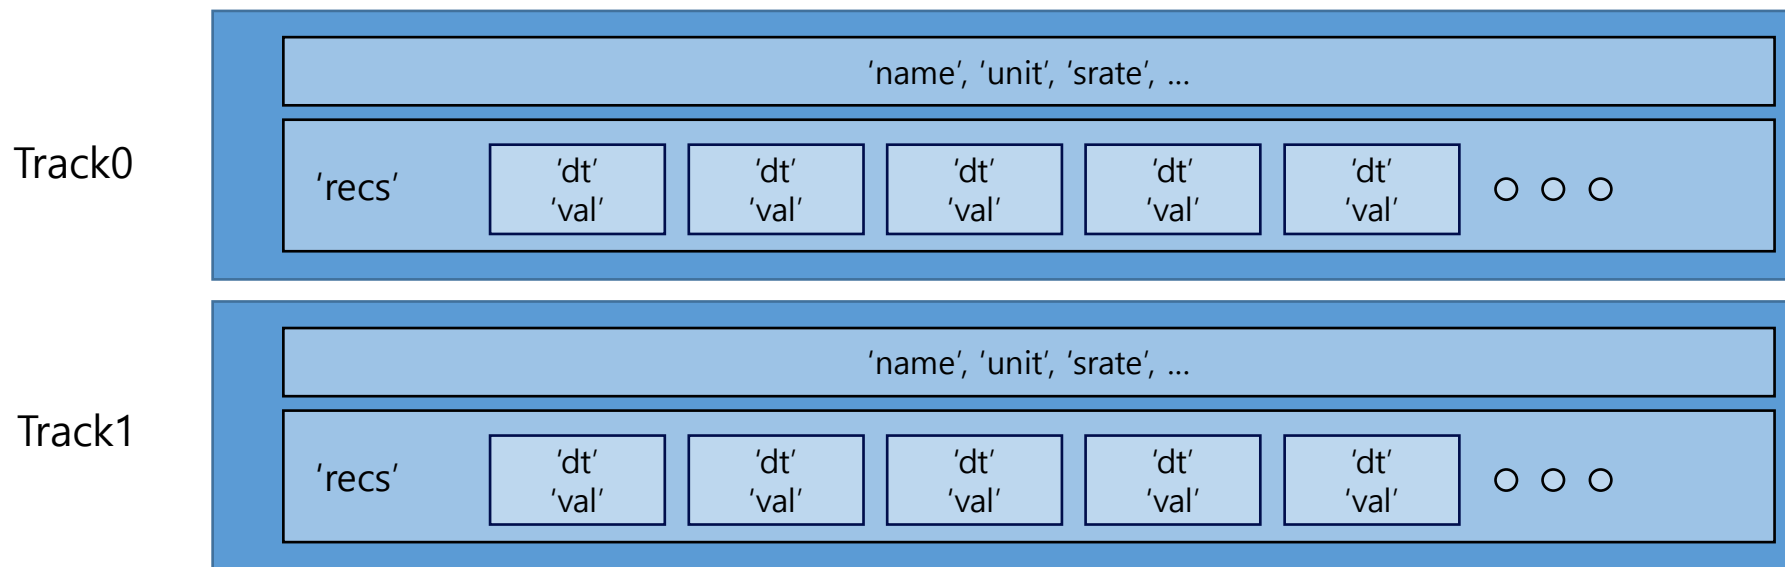 Track0
‘name’, ‘unit’, ‘srate’, ...
‘recs’
‘dt’ ‘dt’ ‘dt’ ‘dt’ ‘dt’
‘val’ ‘val’ ‘val’ ‘val’ ‘val’
Track1
‘name’, ‘unit’, ‘srate’, ...
‘recs’
‘dt’ ‘dt’ ‘dt’ ‘dt’ ‘dt’
‘val’ ‘val’ ‘val’ ‘val’ ‘val’